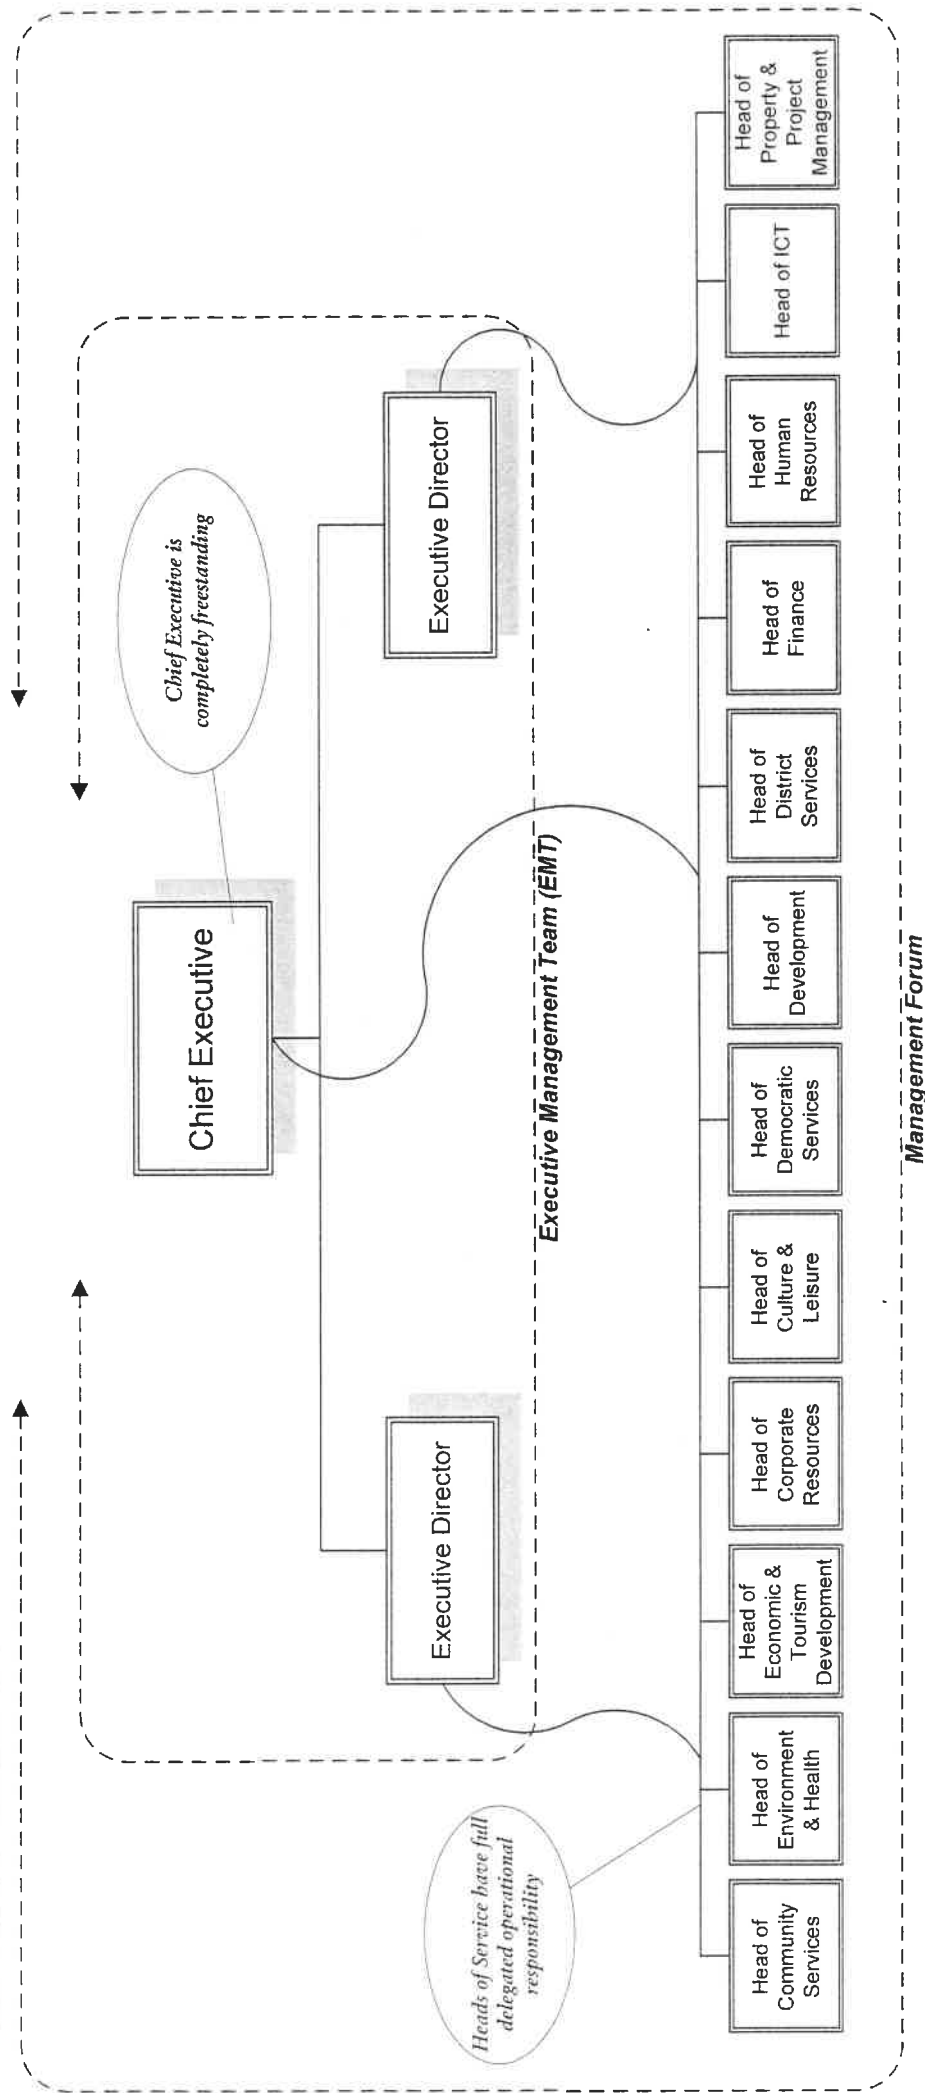 Chief Executive is
completely freestanding
Chief Executive
Executive Director
Executive Director
Executive Management Team (EMT)
Heads of Service have full
delegated operational
responsibility
Head of
Community
Services
Head of
Environment
& Health
Head of
Economic &
Tourism
Development
Head of
Corporate
Resources
Head of
Culture &
Leisure
Head of
Democratic
Services
Head of
Development
Head of
District
Services
Head of
Finance
Head of
Human
Resources
Head of ICT
Head of
Property &
Project
Management
Management Forum